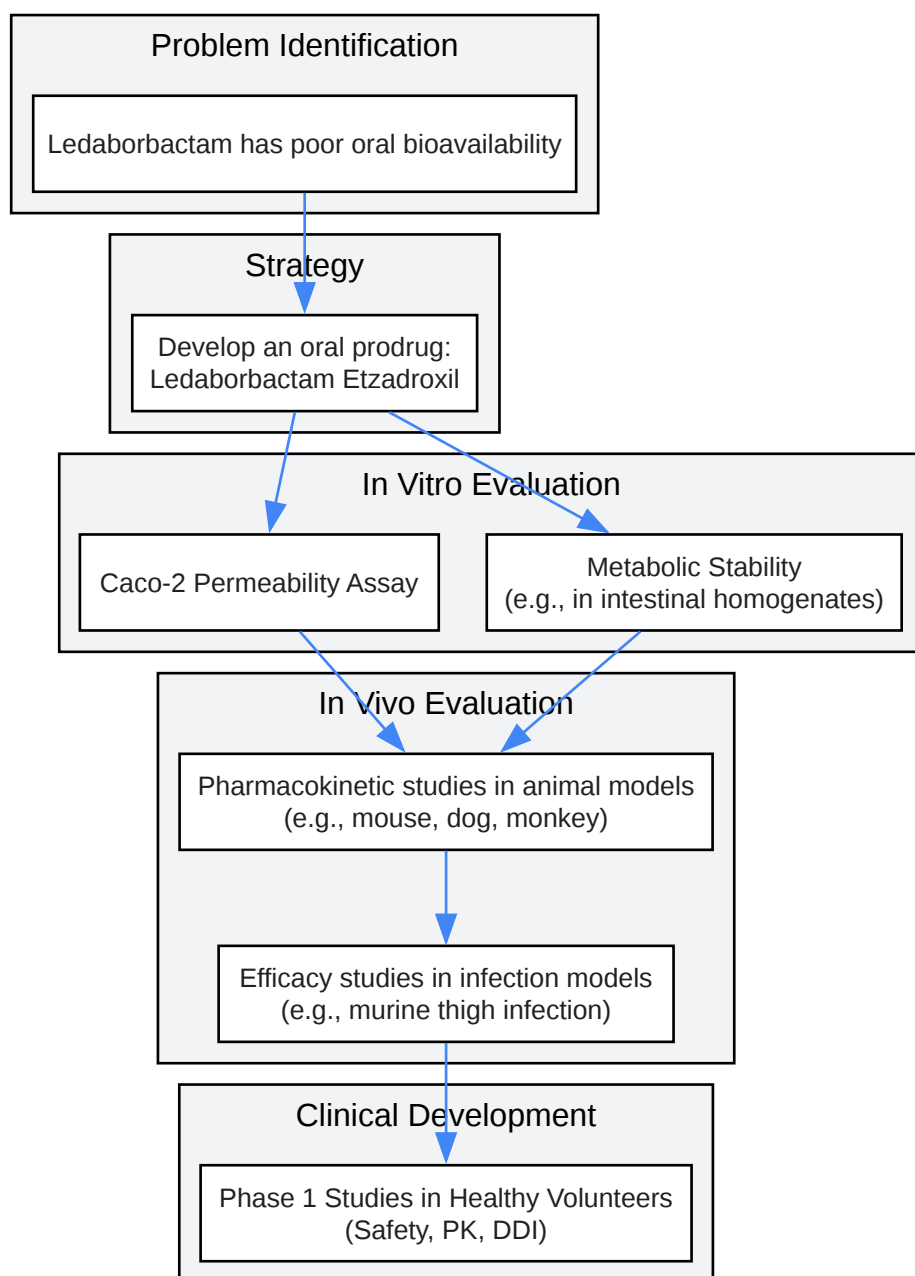 Problem Identification
Ledaborbactam has poor oral bioavailability
Strategy
Develop an oral prodrug:
Ledaborbactam Etzadroxil
In Vitro Evaluation
Caco-2 Permeability Assay
Metabolic Stability
(e.g., in intestinal homogenates)
In Vivo Evaluation
Pharmacokinetic studies in animal models
(e.g., mouse, dog, monkey)
Efficacy studies in infection models
(e.g., murine thigh infection)
Clinical Development
Phase 1 Studies in Healthy Volunteers
(Safety, PK, DDI)